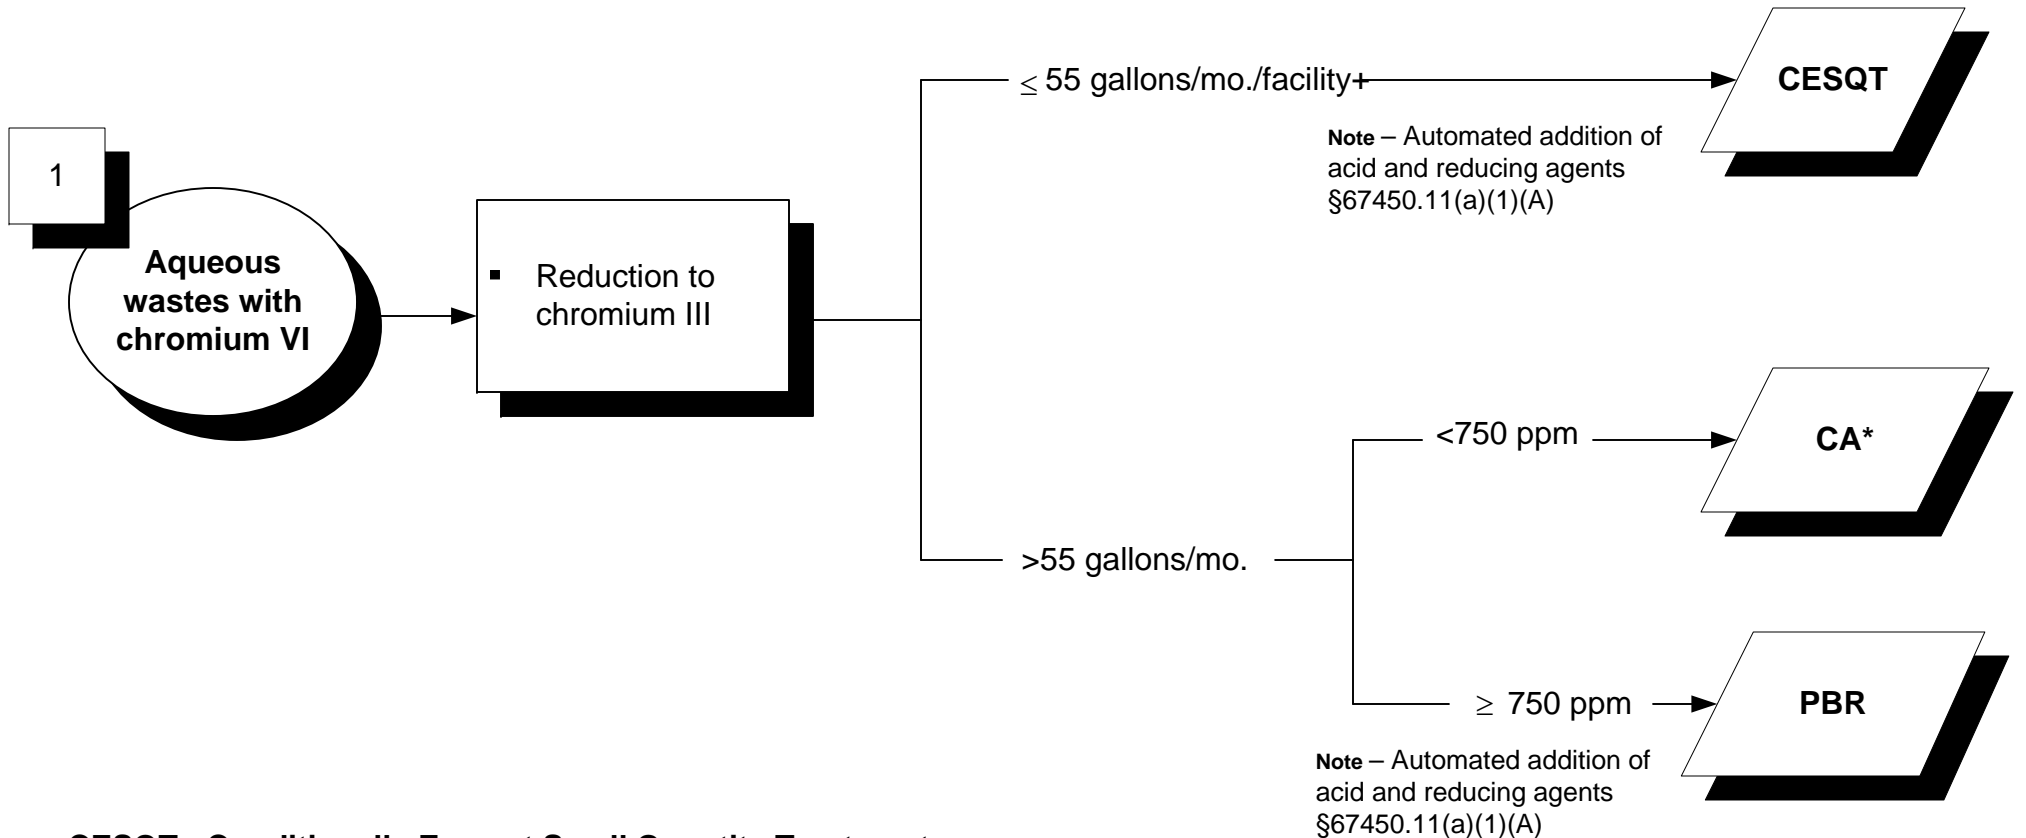 1
Aqueous
wastes with
chromium VI
▪ Reduction to
chromium III
≤ 55 gallons/mo./facility+
CESQT
Note – Automated addition of
acid and reducing agents
§67450.11(a)(1)(A)
<750 ppm
CA*
>55 gallons/mo.
≥ 750 ppm
PBR
Note – Automated addition of
acid and reducing agents
§67450.11(a)(1)(A)